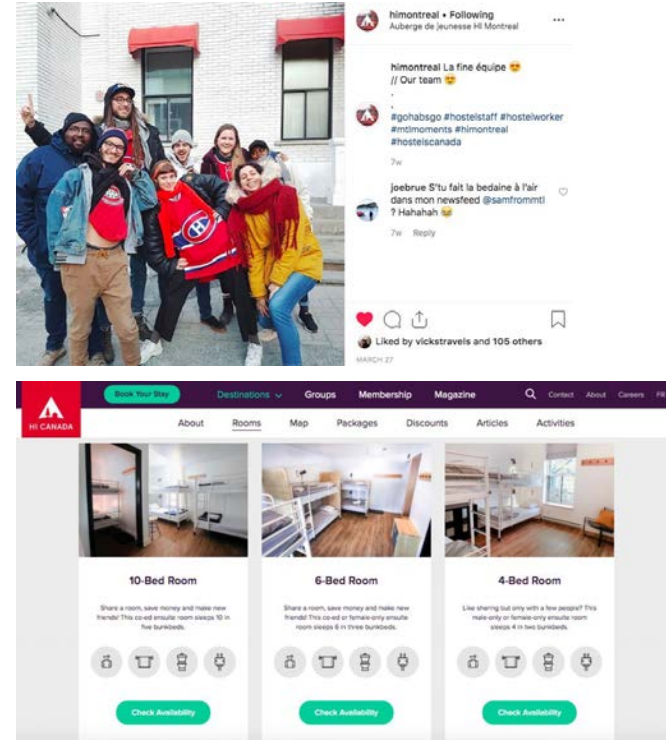 himontreal • Following
Auberge de jeunesse HI Montreal
himontreal La fine équipe 😍
// Our team 😍
.
.
#gohabsgo #hostelstaff #hostelworker
#mtlmoments #himontreal
#hostelscanada
7w
joebrue S'tu fait la bedaine à l'air
dans mon newsfeed @samfrommtl
? Hahahah 😂
7w Reply
Liked by vickstravels and 105 others
MARCH 27
HI CANADA
Book Your Stay Destinations Groups Membership Magazine Contact About Careers FR
About Rooms Map Packages Discounts Articles Activities
10-Bed Room
Share a room, save money and make new
friends! This co-ed ensuite room sleeps 10 in
five bunkbeds.
Check Availability
6-Bed Room
Share a room, save money and make new
friends! This co-ed or female-only ensuite
room sleeps 6 in three bunkbeds.
Check Availability
4-Bed Room
Like sharing but only with a few people? This
male-only or female-only ensuite room
sleeps 4 in two bunkbeds.
Check Availability